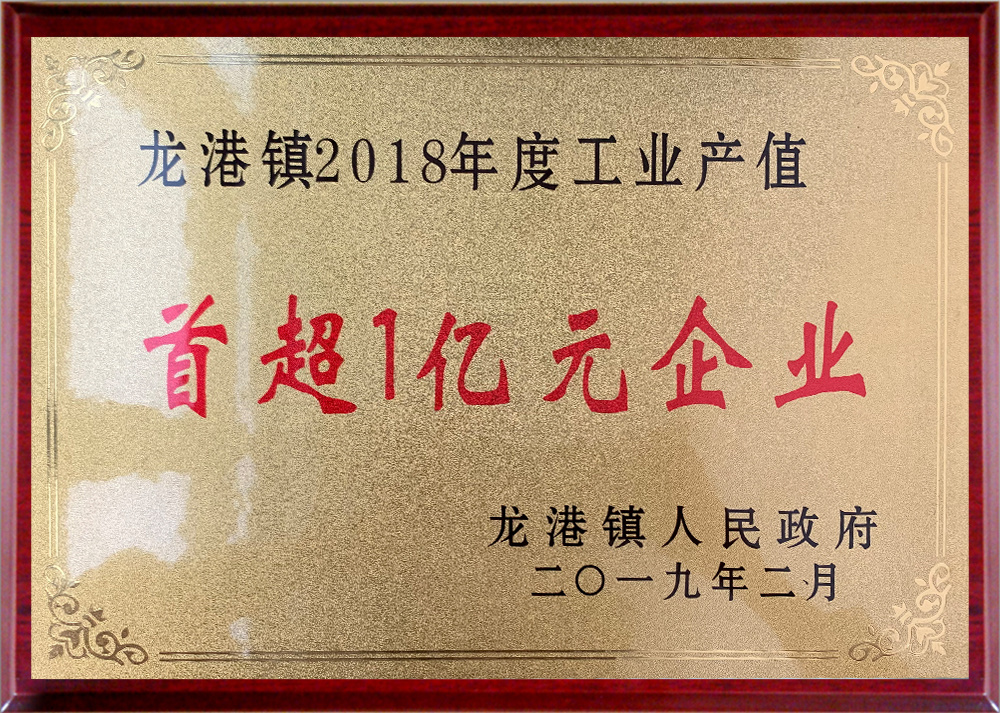 龙港镇2018年度工业产值
首超1亿元企业
龙港镇人民政府
二〇一九年二月